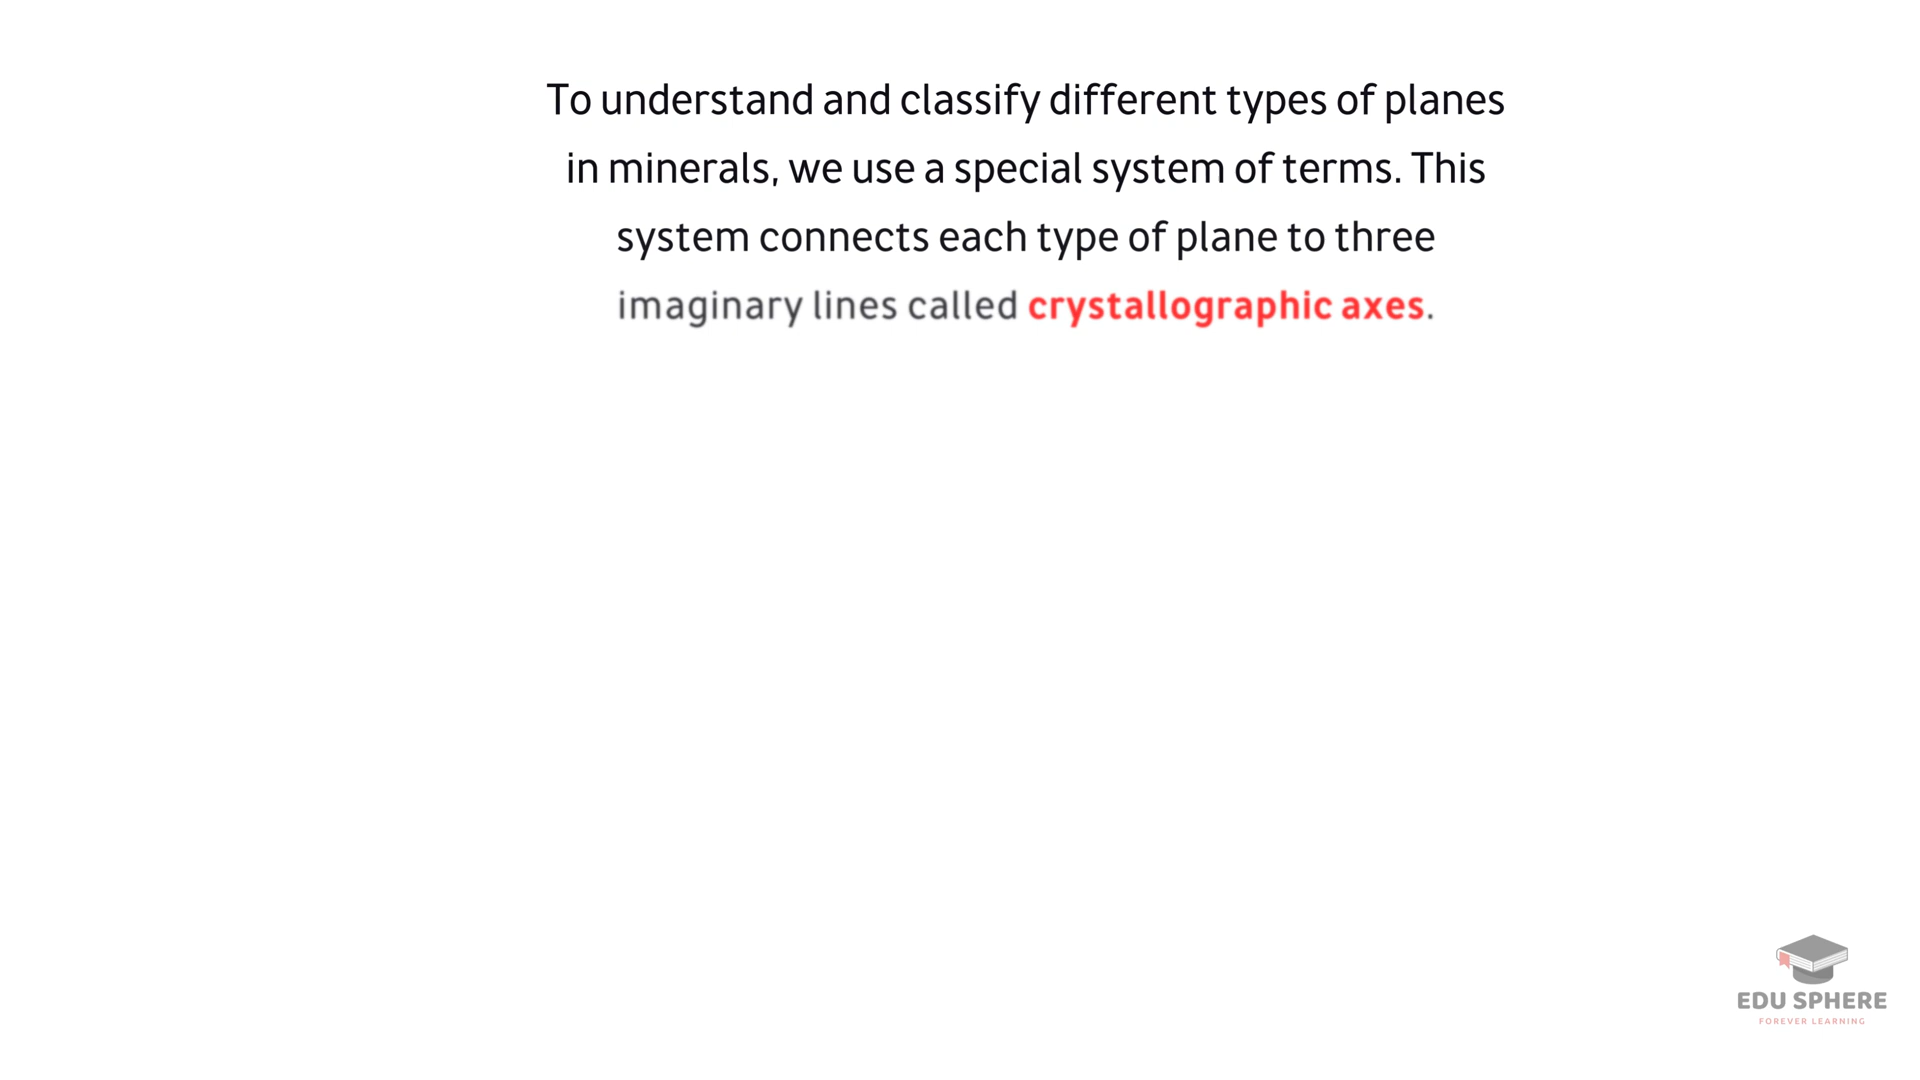 To understand and classify different types of planes
in minerals, we use a special system of terms. This
system connects each type of plane to three
imaginary lines called crystallographic axes.
EDU SPHERE
FOREVER LEARNING